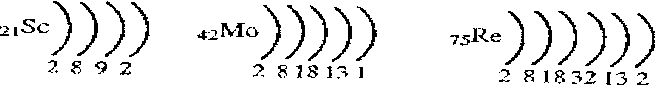 ₂₁Sc ₄₂Mo ₇₅Re
2 8 9 2 2 8 18 13 1 2 8 18 32 13 2